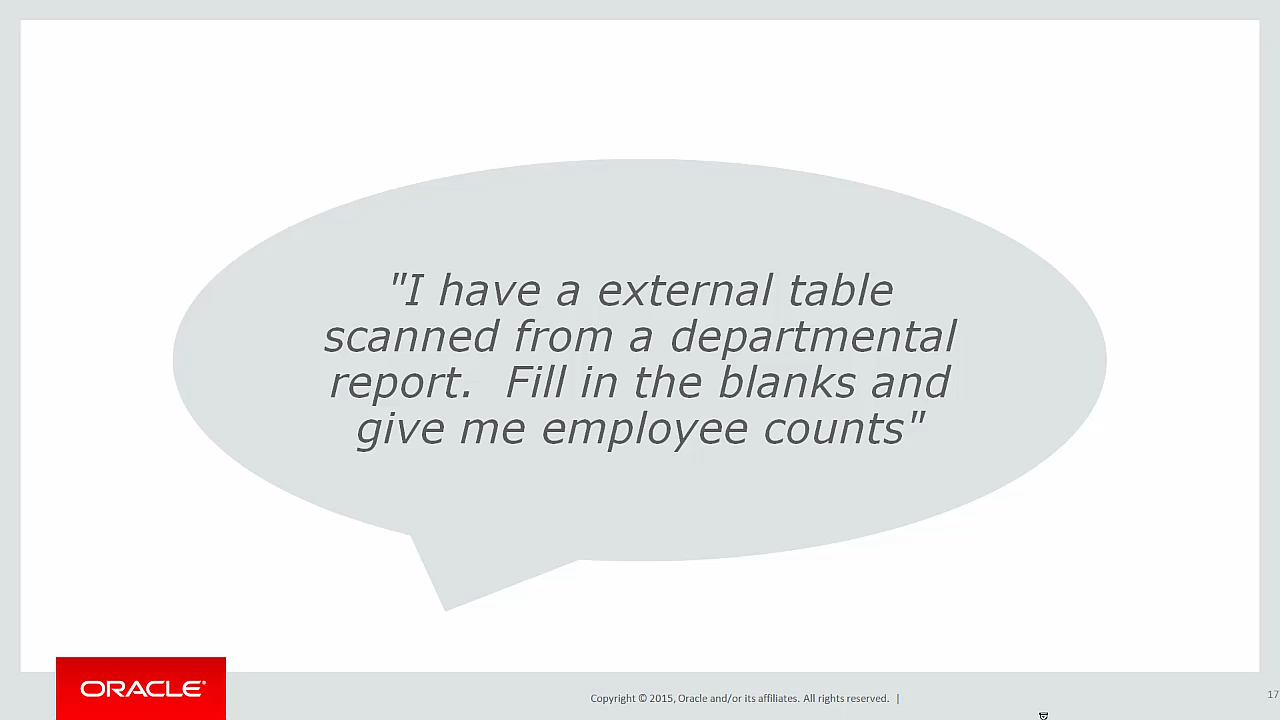 "I have a external table
scanned from a departmental
report.  Fill in the blanks and
give me employee counts"
ORACLE®
Copyright © 2015, Oracle and/or its affiliates. All rights reserved.  |
17